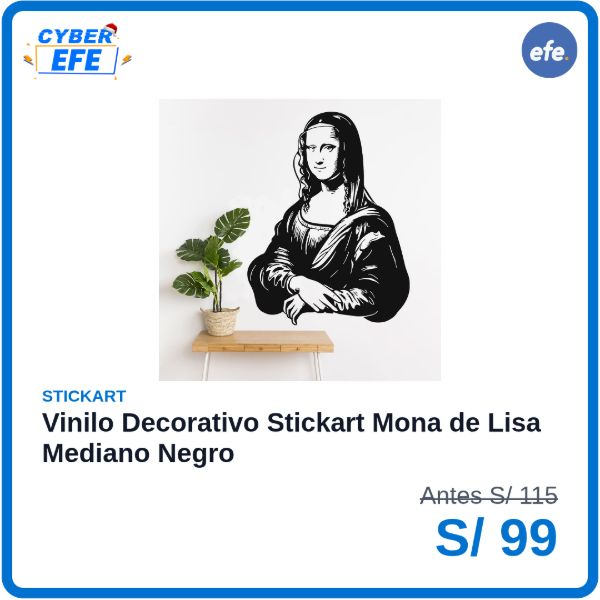 CYBER
EFE
efe.
STICKART
Vinilo Decorativo Stickart Mona de Lisa
Mediano Negro
Antes S/ 115
S/ 99